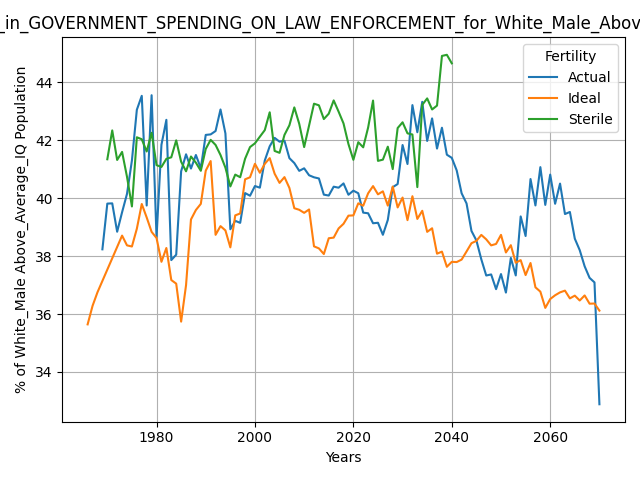 _in_GOVERNMENT_SPENDING_ON_LAW_ENFORCEMENT_for_White_Male_Abov
Fertility
Actual
Ideal
Sterile
% of White_Male Above_Average_IQ Population
44
42
40
38
36
34
1980
2000
2020
2040
2060
Years